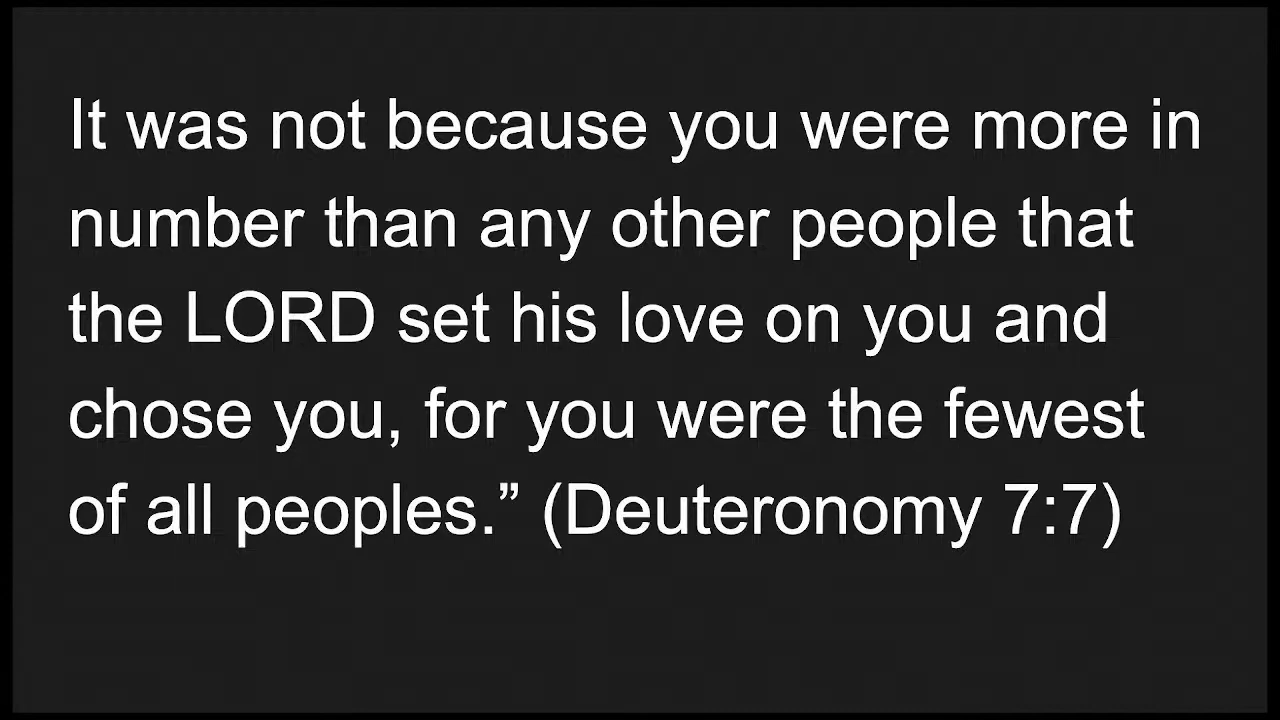 It was not because you were more in
number than any other people that
the LORD set his love on you and
chose you, for you were the fewest
of all peoples.” (Deuteronomy 7:7)